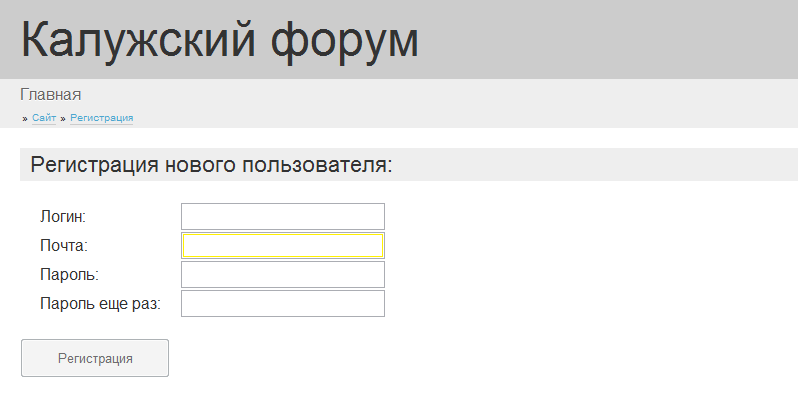 Калужский форум
Главная
» Сайт » Регистрация
Регистрация нового пользователя:
Логин:
Почта:
Пароль:
Пароль еще раз:
Регистрация